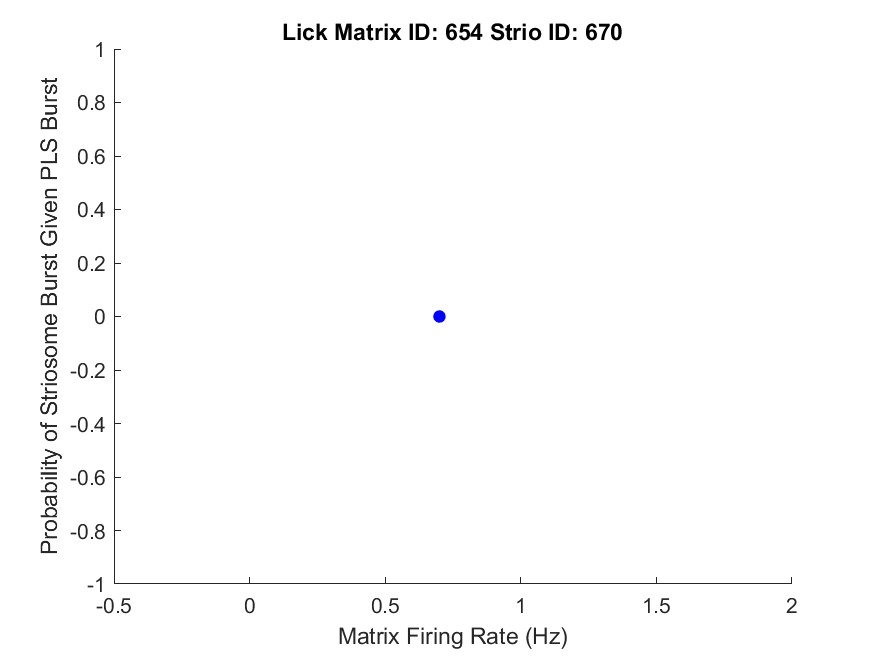 Lick Matrix ID: 654 Strio ID: 670
Probability of Striosome Burst Given PLS Burst
1
0.8
0.6
0.4
0.2
0
-0.2
-0.4
-0.6
-0.8
-1
-0.5 0 0.5 1 1.5 2
Matrix Firing Rate (Hz)